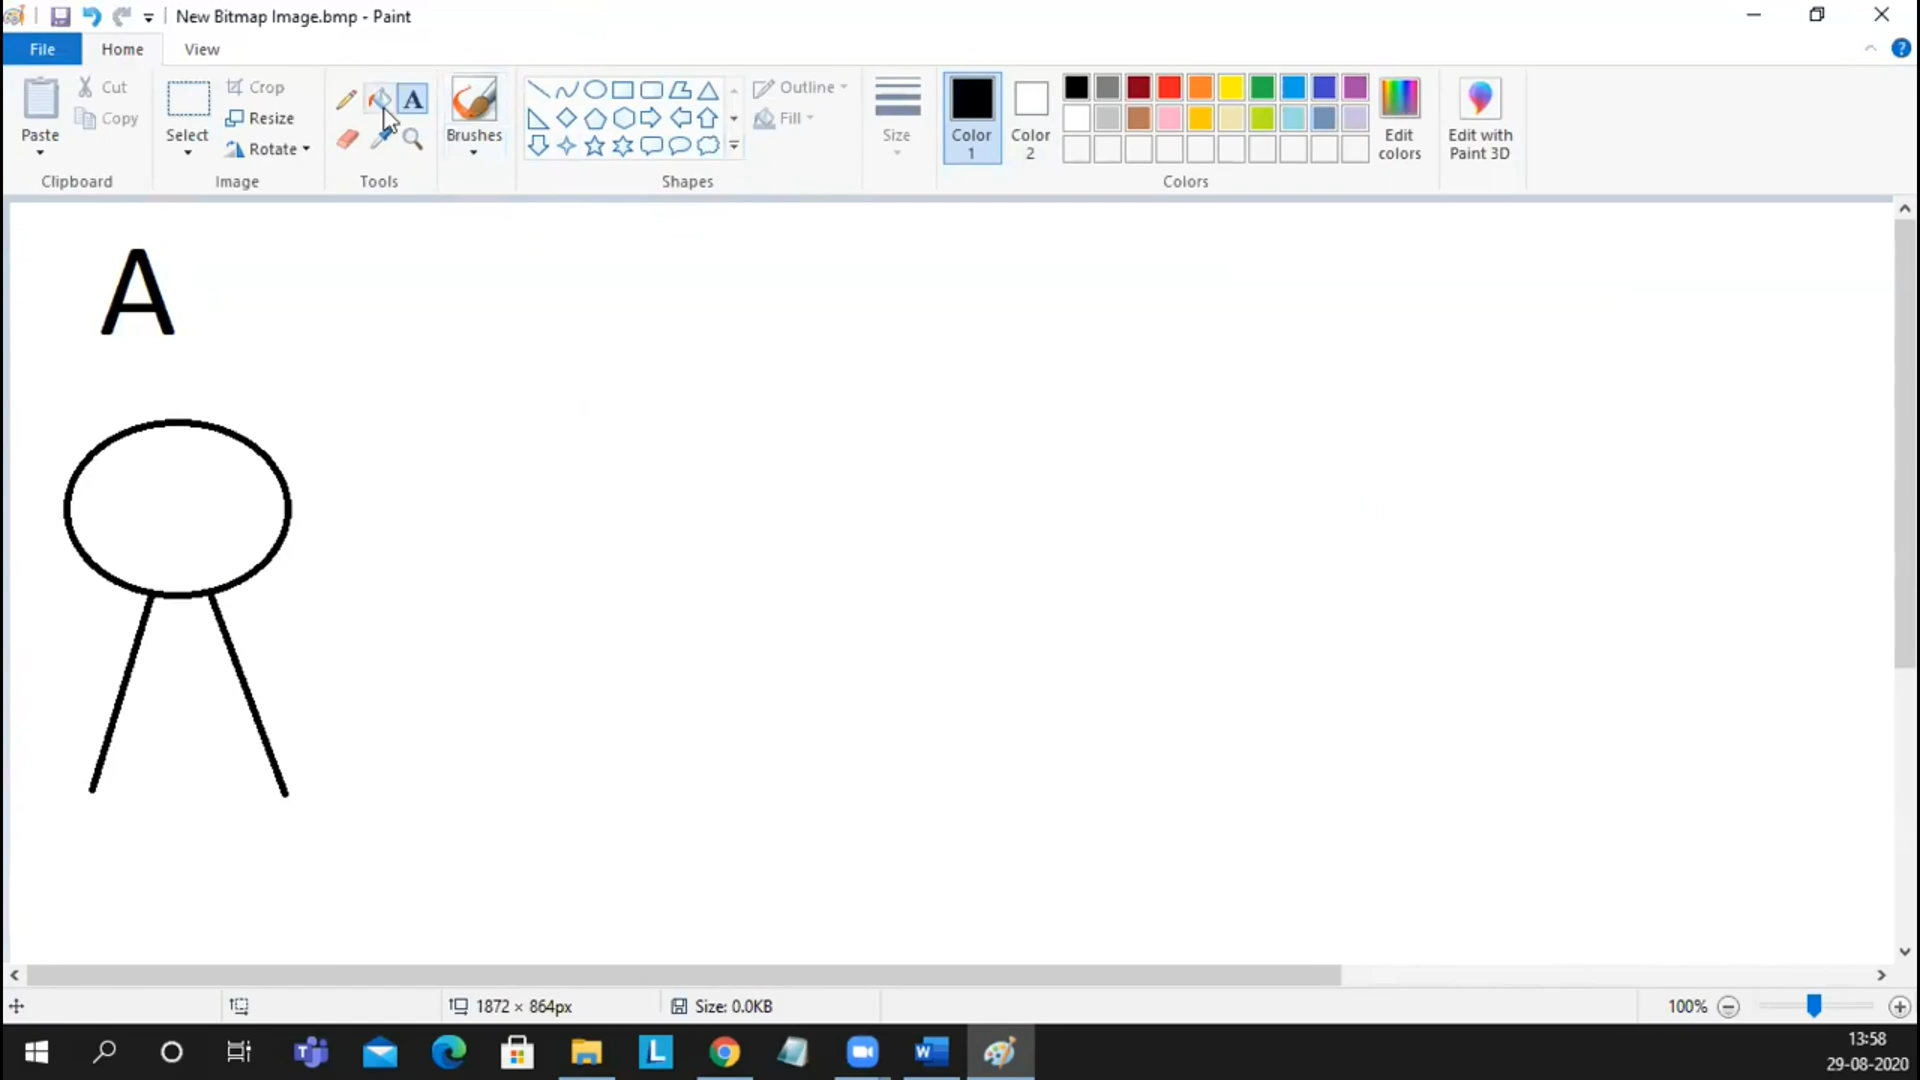 New Bitmap Image.bmp - Paint
File Home View
Paste
Cut
Copy
Clipboard
Select
Crop
Resize
Rotate
Image
A
Tools
Brushes
Shapes
Outline
Fill
Size
Color 1
Color 2
Edit colors
Colors
Edit with Paint 3D
?
A
1872 × 864px
Size: 0.0KB
100%
L
W
13:58
29-08-2020